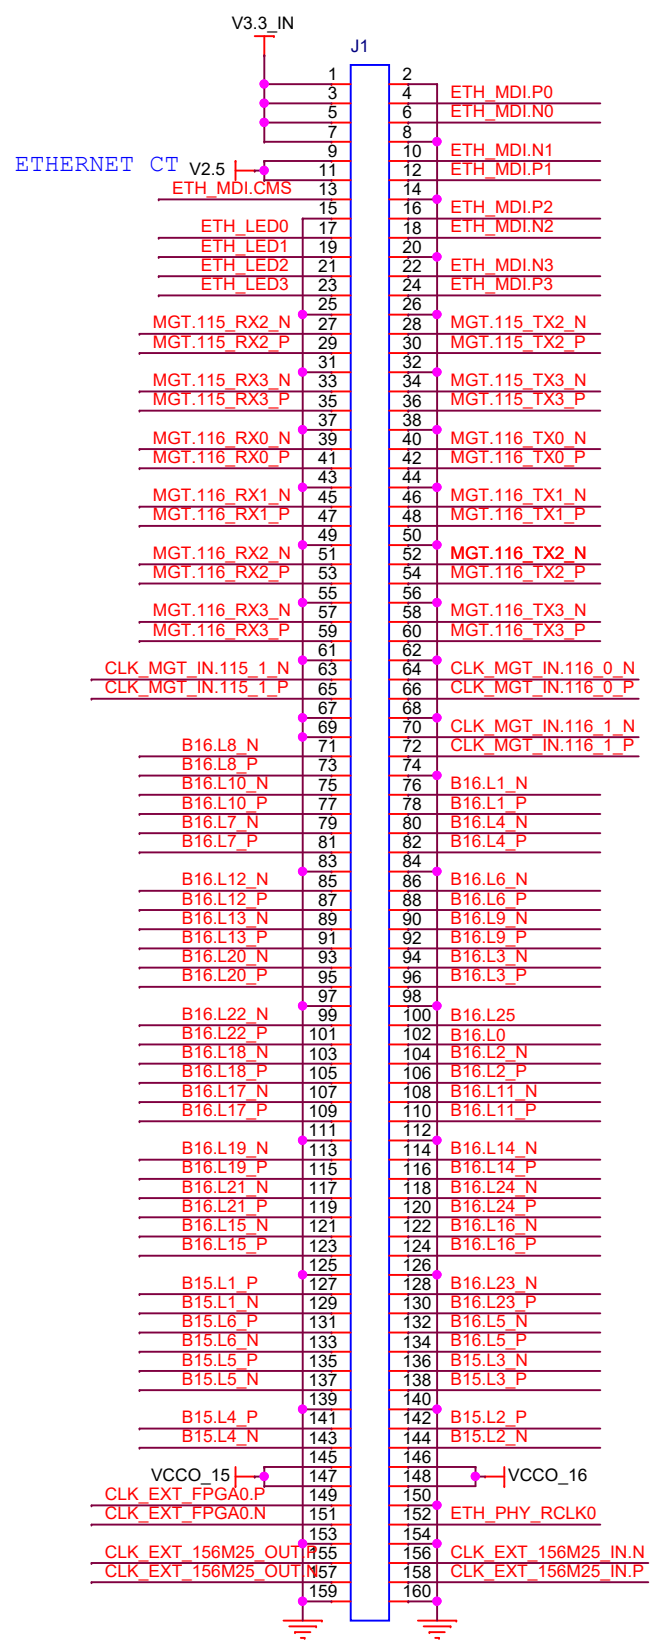 V3.3_IN
J1
1 2
3 4 ETH_MDI.P0
5 6 ETH_MDI.N0
7 8
9 10 ETH_MDI.N1
ETHERNET CT V2.5 11 12 ETH_MDI.P1
ETH_MDI.CMS 13 14
15 16 ETH_MDI.P2
ETH_LED0 17 18 ETH_MDI.N2
ETH_LED1 19 20
ETH_LED2 21 22 ETH_MDI.N3
ETH_LED3 23 24 ETH_MDI.P3
25 26
MGT.115_RX2_N 27 28 MGT.115_TX2_N
MGT.115_RX2_P 29 30 MGT.115_TX2_P
31 32
MGT.115_RX3_N 33 34 MGT.115_TX3_N
MGT.115_RX3_P 35 36 MGT.115_TX3_P
37 38
MGT.116_RX0_N 39 40 MGT.116_TX0_N
MGT.116_RX0_P 41 42 MGT.116_TX0_P
43 44
MGT.116_RX1_N 45 46 MGT.116_TX1_N
MGT.116_RX1_P 47 48 MGT.116_TX1_P
49 50
MGT.116_RX2_N 51 52 MGT.116_TX2_N
MGT.116_RX2_P 53 54 MGT.116_TX2_P
55 56
MGT.116_RX3_N 57 58 MGT.116_TX3_N
MGT.116_RX3_P 59 60 MGT.116_TX3_P
61 62
CLK_MGT_IN.115_1_N 63 64 CLK_MGT_IN.116_0_N
CLK_MGT_IN.115_1_P 65 66 CLK_MGT_IN.116_0_P
67 68
69 70 CLK_MGT_IN.116_1_N
B16.L8_N 71 72 CLK_MGT_IN.116_1_P
B16.L8_P 73 74
B16.L10_N 75 76 B16.L1_N
B16.L10_P 77 78 B16.L1_P
B16.L7_N 79 80 B16.L4_N
B16.L7_P 81 82 B16.L4_P
83 84
B16.L12_N 85 86 B16.L6_N
B16.L12_P 87 88 B16.L6_P
B16.L13_N 89 90 B16.L9_N
B16.L13_P 91 92 B16.L9_P
B16.L20_N 93 94 B16.L3_N
B16.L20_P 95 96 B16.L3_P
97 98
B16.L22_N 99 100 B16.L25
B16.L22_P 101 102 B16.L0
B16.L18_N 103 104 B16.L2_N
B16.L18_P 105 106 B16.L2_P
B16.L17_N 107 108 B16.L11_N
B16.L17_P 109 110 B16.L11_P
111 112
B16.L19_N 113 114 B16.L14_N
B16.L19_P 115 116 B16.L14_P
B16.L21_N 117 118 B16.L24_N
B16.L21_P 119 120 B16.L24_P
B16.L15_N 121 122 B16.L16_N
B16.L15_P 123 124 B16.L16_P
125 126
B15.L1_P 127 128 B16.L23_N
B15.L1_N 129 130 B16.L23_P
B15.L6_P 131 132 B16.L5_N
B15.L6_N 133 134 B16.L5_P
B15.L5_P 135 136 B15.L3_N
B15.L5_N 137 138 B15.L3_P
139 140
B15.L4_P 141 142 B15.L2_P
B15.L4_N 143 144 B15.L2_N
145 146
VCCO_15 147 148 VCCO_16
CLK_EXT_FPGA0.P 149 150
CLK_EXT_FPGA0.N 151 152 ETH_PHY_RCLK0
153 154
CLK_EXT_156M25_OUT.P 155 156 CLK_EXT_156M25_IN.N
CLK_EXT_156M25_OUT.N 157 158 CLK_EXT_156M25_IN.P
159 160